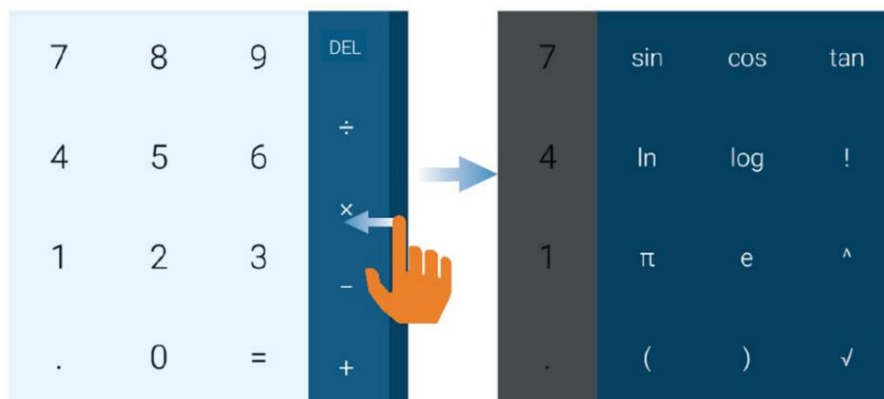 7 8 9 DEL
÷
4 5 6
×
1 2 3
−
. 0 = +
7 sin cos tan
4 ln log !
1 π e ^
. ( ) √